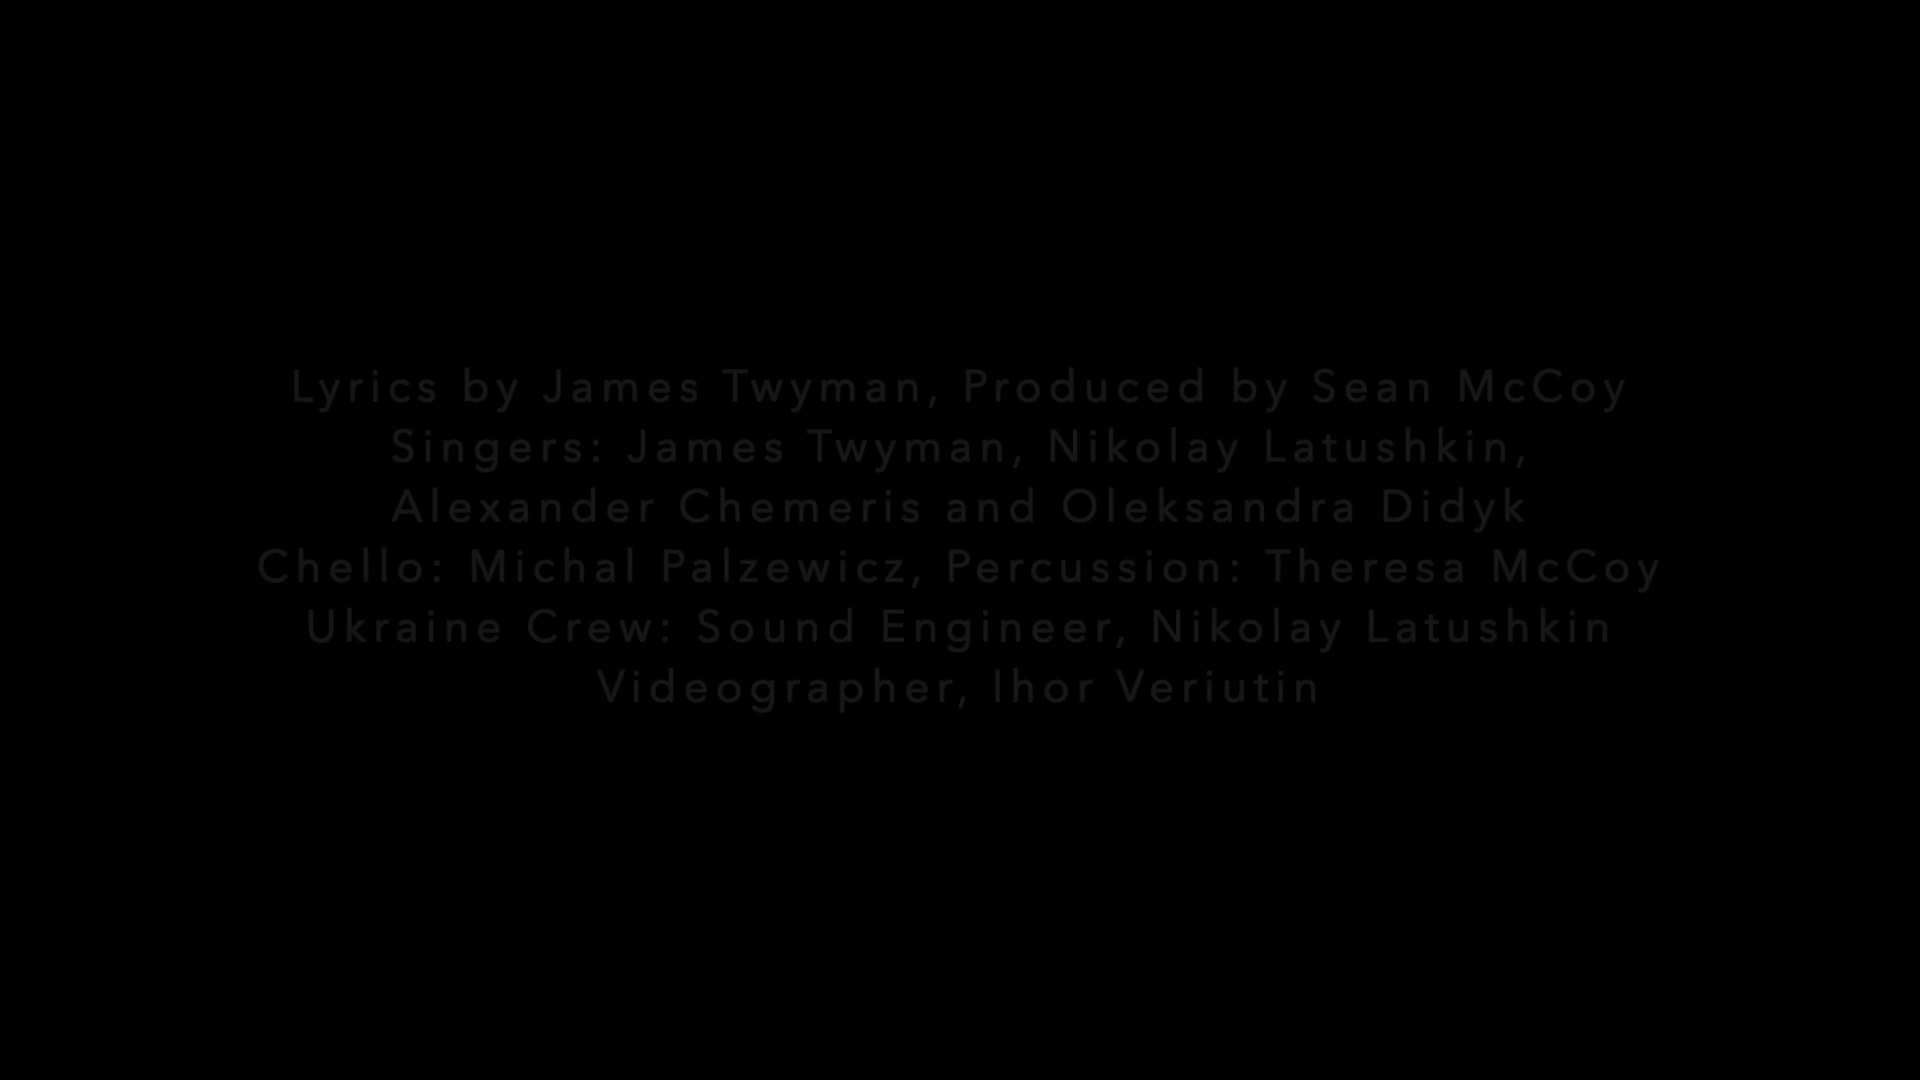 Lyrics by James Twyman, Produced by Sean McCoy
Singers: James Twyman, Nikolay Latushkin,
Alexander Chemeris and Oleksandra Didyk
Chello: Michal Palzewicz, Percussion: Theresa McCoy
Ukraine Crew: Sound Engineer, Nikolay Latushkin
Videographer, Ihor Veriutin